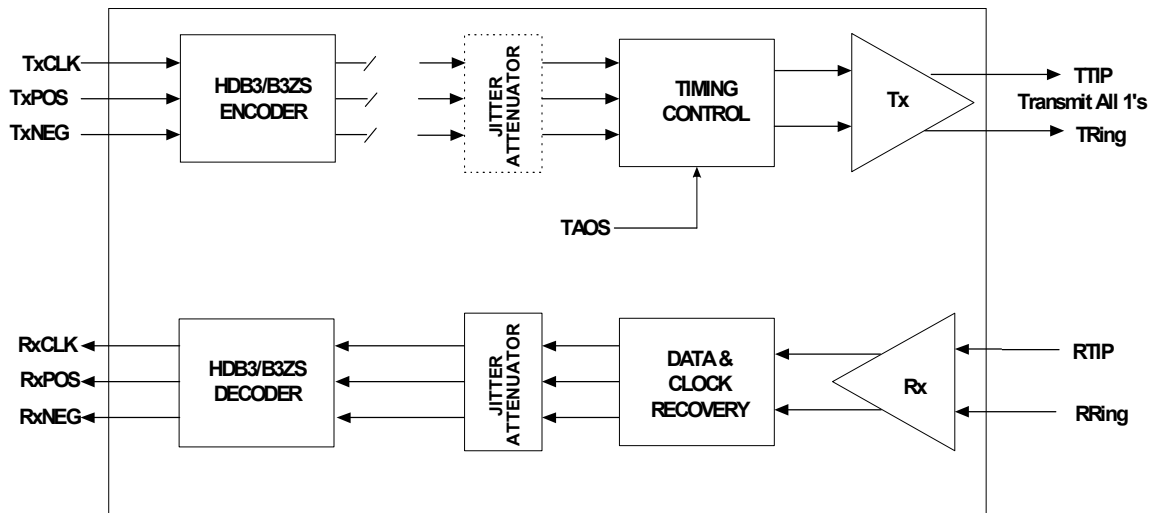 TxCLK
TxPOS
TxNEG
HDB3/B3ZS
ENCODER
JITTER
ATTENUATOR
TIMING
CONTROL
Tx
TTIP
Transmit All 1's
TRing
TAOS
RxCLK
RxPOS
RxNEG
HDB3/B3ZS
DECODER
JITTER
ATTENUATOR
DATA &
CLOCK
RECOVERY
Rx
RTIP
RRing